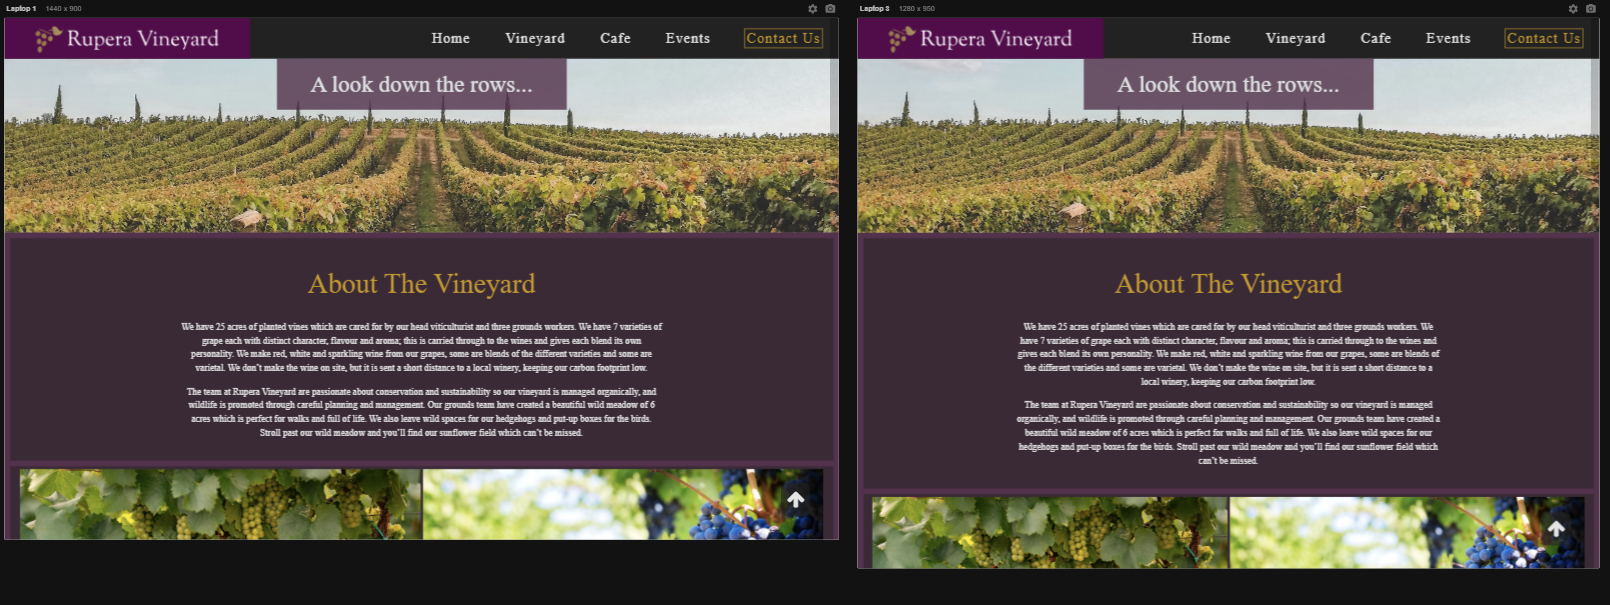 Laptop 1 1440 x 900
Rupera Vineyard
Home Vineyard Cafe Events Contact Us
A look down the rows...
About The Vineyard
We have 25 acres of planted vines which are cared for by our head viticulturist and three grounds workers. We have 7 varieties of
grape each with distinct character, flavour and aroma; this is carried through to the wines and gives each blend its own
personality. We make red, white and sparkling wine from our grapes, some are blends of the different varieties and some are
varietal. We don't make the wine on site, but it is sent a short distance to a local winery, keeping our carbon footprint low.
The team at Rupera Vineyard are passionate about conservation and sustainability so our vineyard is managed organically, and
wildlife is promoted through careful planning and management. Our grounds team have created a beautiful wild meadow of 6
acres which is perfect for walks and full of life. We also leave wild spaces for our hedgehogs and put-up boxes for the birds.
Stroll past our wild meadow and you'll find our sunflower field which can't be missed.
Laptop 3 1280 x 950
Rupera Vineyard
Home Vineyard Cafe Events Contact Us
A look down the rows...
About The Vineyard
We have 25 acres of planted vines which are cared for by our head viticulturist and three grounds workers. We
have 7 varieties of grape each with distinct character, flavour and aroma; this is carried through to the wines and
gives each blend its own personality. We make red, white and sparkling wine from our grapes, some are blends of
the different varieties and some are varietal. We don't make the wine on site, but it is sent a short distance to a
local winery, keeping our carbon footprint low.
The team at Rupera Vineyard are passionate about conservation and sustainability so our vineyard is managed
organically, and wildlife is promoted through careful planning and management. Our grounds team have created a
beautiful wild meadow of 6 acres which is perfect for walks and full of life. We also leave wild spaces for our
hedgehogs and put-up boxes for the birds. Stroll past our wild meadow and you'll find our sunflower field which
can't be missed.